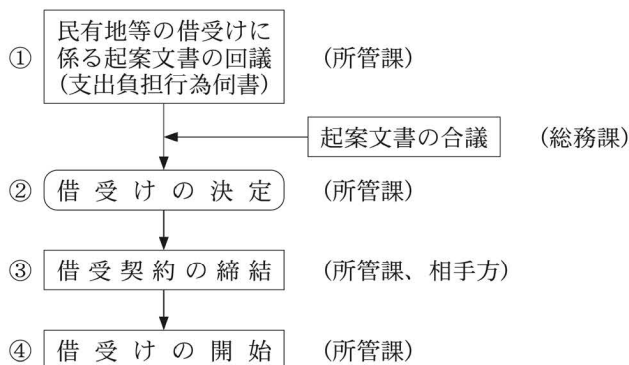 ① 民有地等の借受けに
係る起案文書の回議
(支出負担行為何書) (所管課)
起案文書の合議 (総務課)
② 借受けの決定 (所管課)
③ 借受契約の締結 (所管課、相手方)
④ 借受けの開始 (所管課)